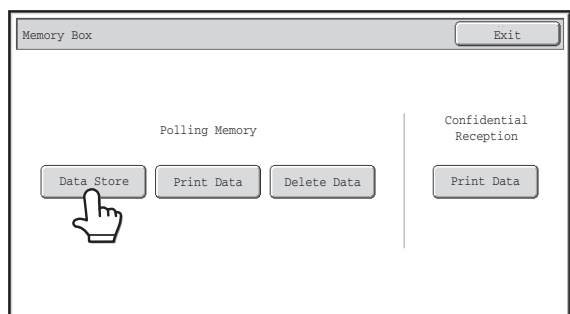 Memory Box
Exit
Polling Memory
Confidential
Reception
Data Store
Print Data
Delete Data
Print Data